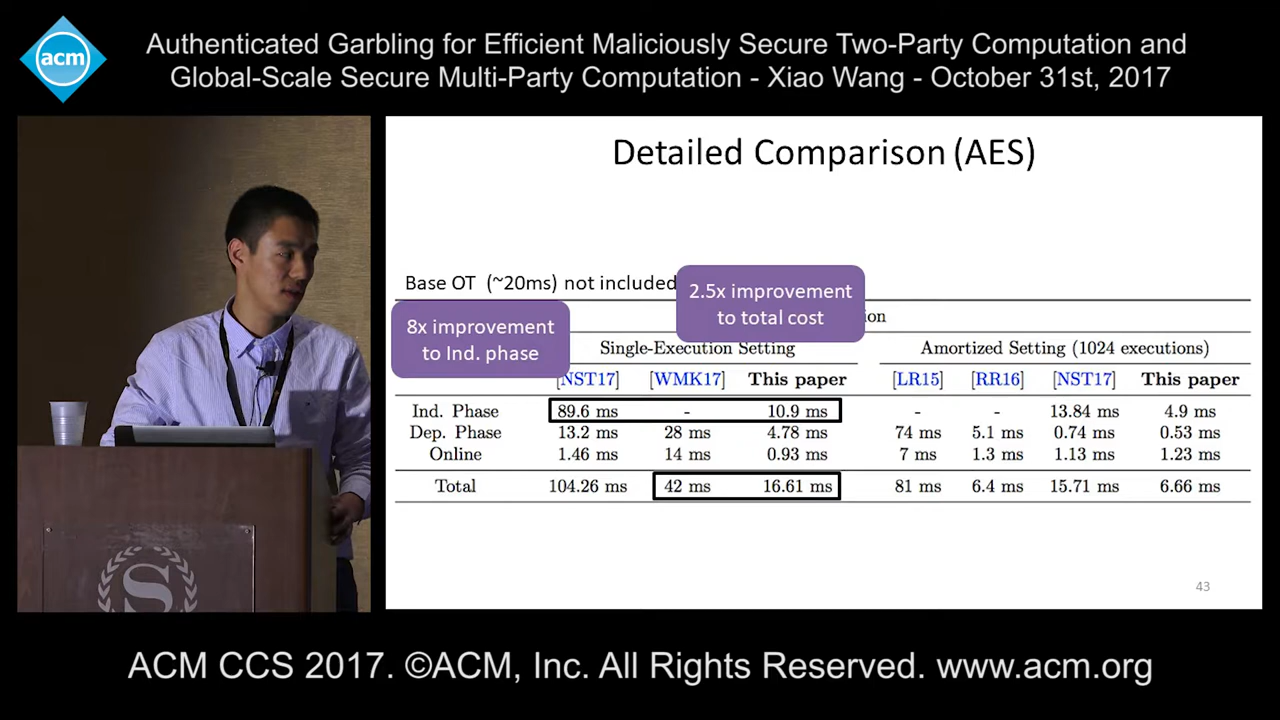 acm
Authenticated Garbling for Efficient Maliciously Secure Two-Party Computation and
Global-Scale Secure Multi-Party Computation - Xiao Wang - October 31st, 2017
Detailed Comparison (AES)
Base OT (~20ms) not included
2.5x improvement
to total cost
ion
8x improvement
to Ind. phase
Single-Execution Setting Amortized Setting (1024 executions)
[NST17] [WMK17] This paper [LR15] [RR16] [NST17] This paper
Ind. Phase 89.6 ms - 10.9 ms - - 13.84 ms 4.9 ms
Dep. Phase 13.2 ms 28 ms 4.78 ms 74 ms 5.1 ms 0.74 ms 0.53 ms
Online 1.46 ms 14 ms 0.93 ms 7 ms 1.3 ms 1.13 ms 1.23 ms
Total 104.26 ms 42 ms 16.61 ms 81 ms 6.4 ms 15.71 ms 6.66 ms
43
S
ACM CCS 2017. ©ACM, Inc. All Rights Reserved. www.acm.org